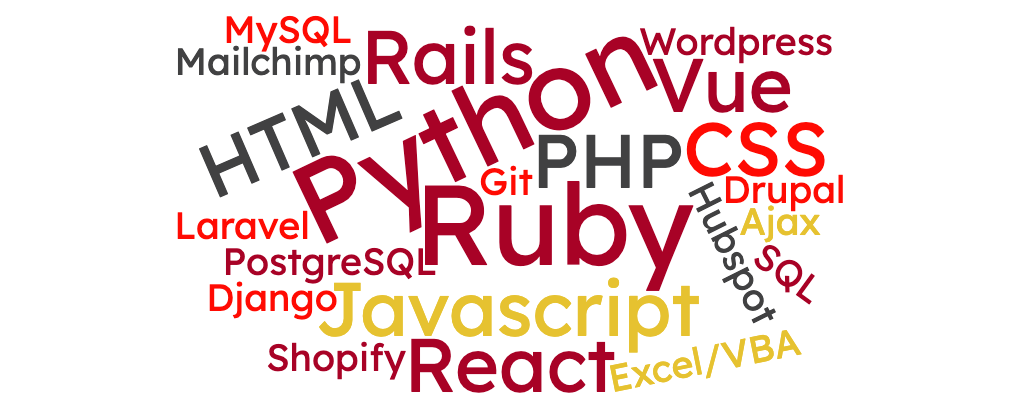 MySQL
Mailchimp
Rails
Wordpress
Vue
HTML
Python
PHP
CSS
Git
Drupal
Ruby
Laravel
Hubspot
Ajax
PostgreSQL
SQL
Django
Javascript
Shopify
React
Excel/VBA